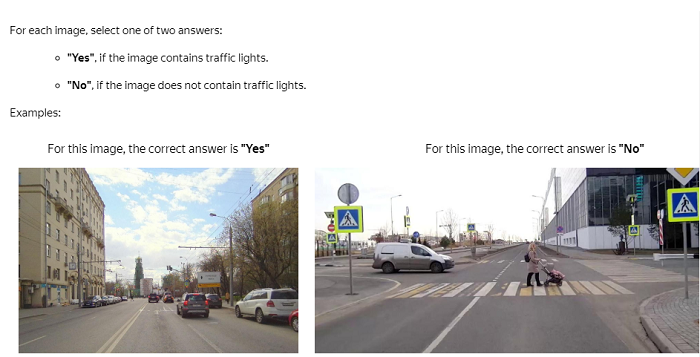 For each image, select one of two answers:
"Yes", if the image contains traffic lights.
"No", if the image does not contain traffic lights.
Examples:
For this image, the correct answer is "Yes"
For this image, the correct answer is "No"